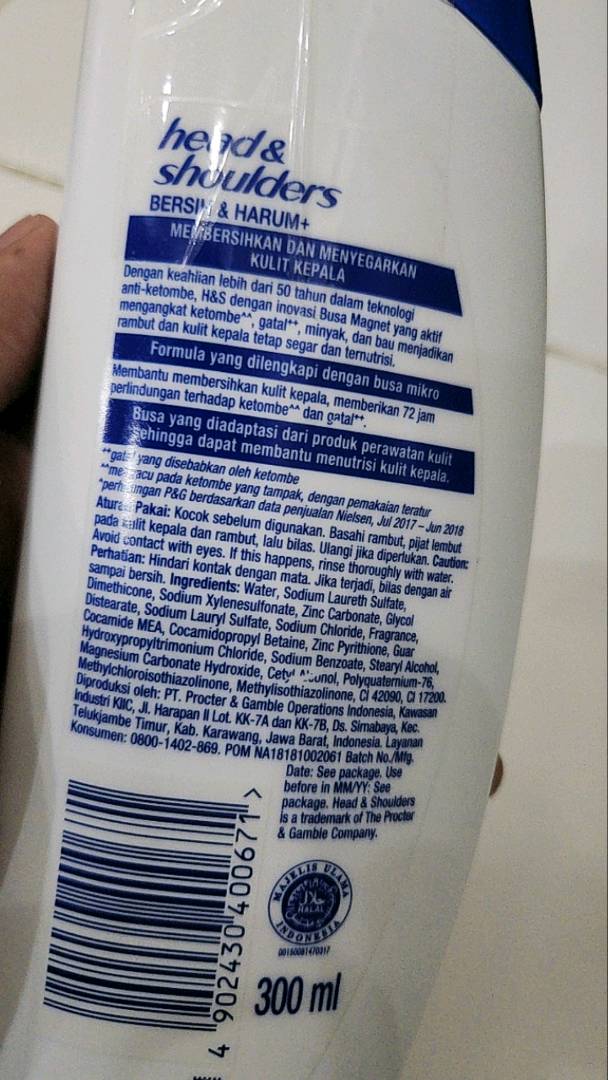 head &
shoulders
BERSIH & HARUM+
MEMBERSIHKAN DAN MENYEGARKAN
KULIT KEPALA
Dengan keahlian lebih dari 50 tahun dalam teknologi
anti-ketombe, H&S dengan inovasi Busa Magnet yang aktif
mengangkat ketombe^^, gatal**, minyak, dan bau menjadikan
rambut dan kulit kepala tetap segar dan ternutrisi.
Formula yang dilengkapi dengan busa mikro
Membantu membersihkan kulit kepala, memberikan 72 jam
perlindungan terhadap ketombe^^ dan gatal**.
Busa yang diadaptasi dari produk perawatan kulit
sehingga dapat membantu menutrisi kulit kepala.
**gatal yang disebabkan oleh ketombe
^^mengacu pada ketombe yang tampak, dengan pemakaian teratur
*perhitungan P&G berdasarkan data penjualan Nielsen, Jul 2017 – Jun 2018
Aturan Pakai: Kocok sebelum digunakan. Basahi rambut, pijat lembut
pada kulit kepala dan rambut, lalu bilas. Ulangi jika diperlukan. Caution:
Avoid contact with eyes. If this happens, rinse thoroughly with water.
Perhatian: Hindari kontak dengan mata. Jika terjadi, bilas dengan air
sampai bersih. Ingredients: Water, Sodium Laureth Sulfate,
Dimethicone, Sodium Xylenesulfonate, Zinc Carbonate, Glycol
Distearate, Sodium Lauryl Sulfate, Sodium Chloride, Fragrance,
Cocamide MEA, Cocamidopropyl Betaine, Zinc Pyrithione, Guar
Hydroxypropyltrimonium Chloride, Sodium Benzoate, Stearyl Alcohol,
Magnesium Carbonate Hydroxide, Cetyl Alcohol, Polyquaternium-76,
Methylchloroisothiazolinone, Methylisothiazolinone, CI 42090, CI 17200.
Diproduksi oleh: PT. Procter & Gamble Operations Indonesia, Kawasan
Industri KIIC, Jl. Harapan II Lot. KK-7A dan KK-7B, Ds. Sirnabaya, Kec.
Telukjambe Timur, Kab. Karawang, Jawa Barat, Indonesia. Layanan
Konsumen: 0800-1402-869. POM NA18181002061 Batch No./Mfg.
Date: See package. Use
before in MM/YY: See
package. Head & Shoulders
is a trademark of The Procter
& Gamble Company.
4 902430 400671 >
MAJELIS ULAMA
HALAL
INDONESIA
00150081470317
300 ml